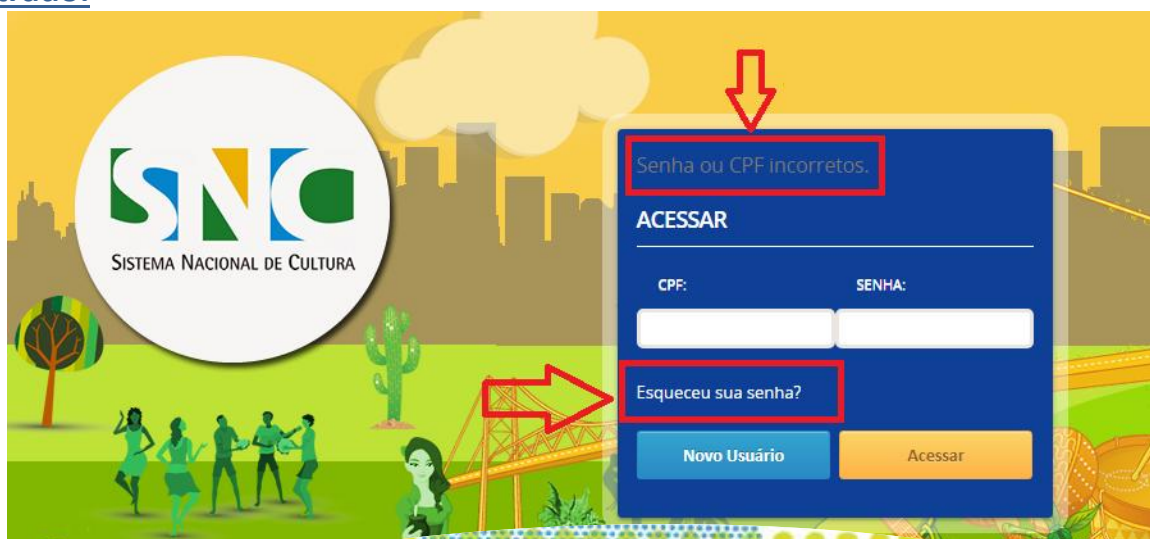 SNC
SISTEMA NACIONAL DE CULTURA
Senha ou CPF incorretos.
ACESSAR
CPF: SENHA:
Esqueceu sua senha?
Novo Usuário Acessar